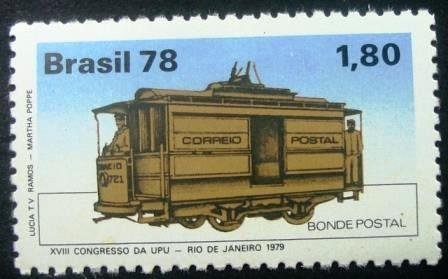 Brasil 78
1,80
CORREIO POSTAL
721
BONDE POSTAL
XVIII CONGRESSO DA UPU – RIO DE JANEIRO 1979
LUCIA T V RAMOS – MARTHA POPPE